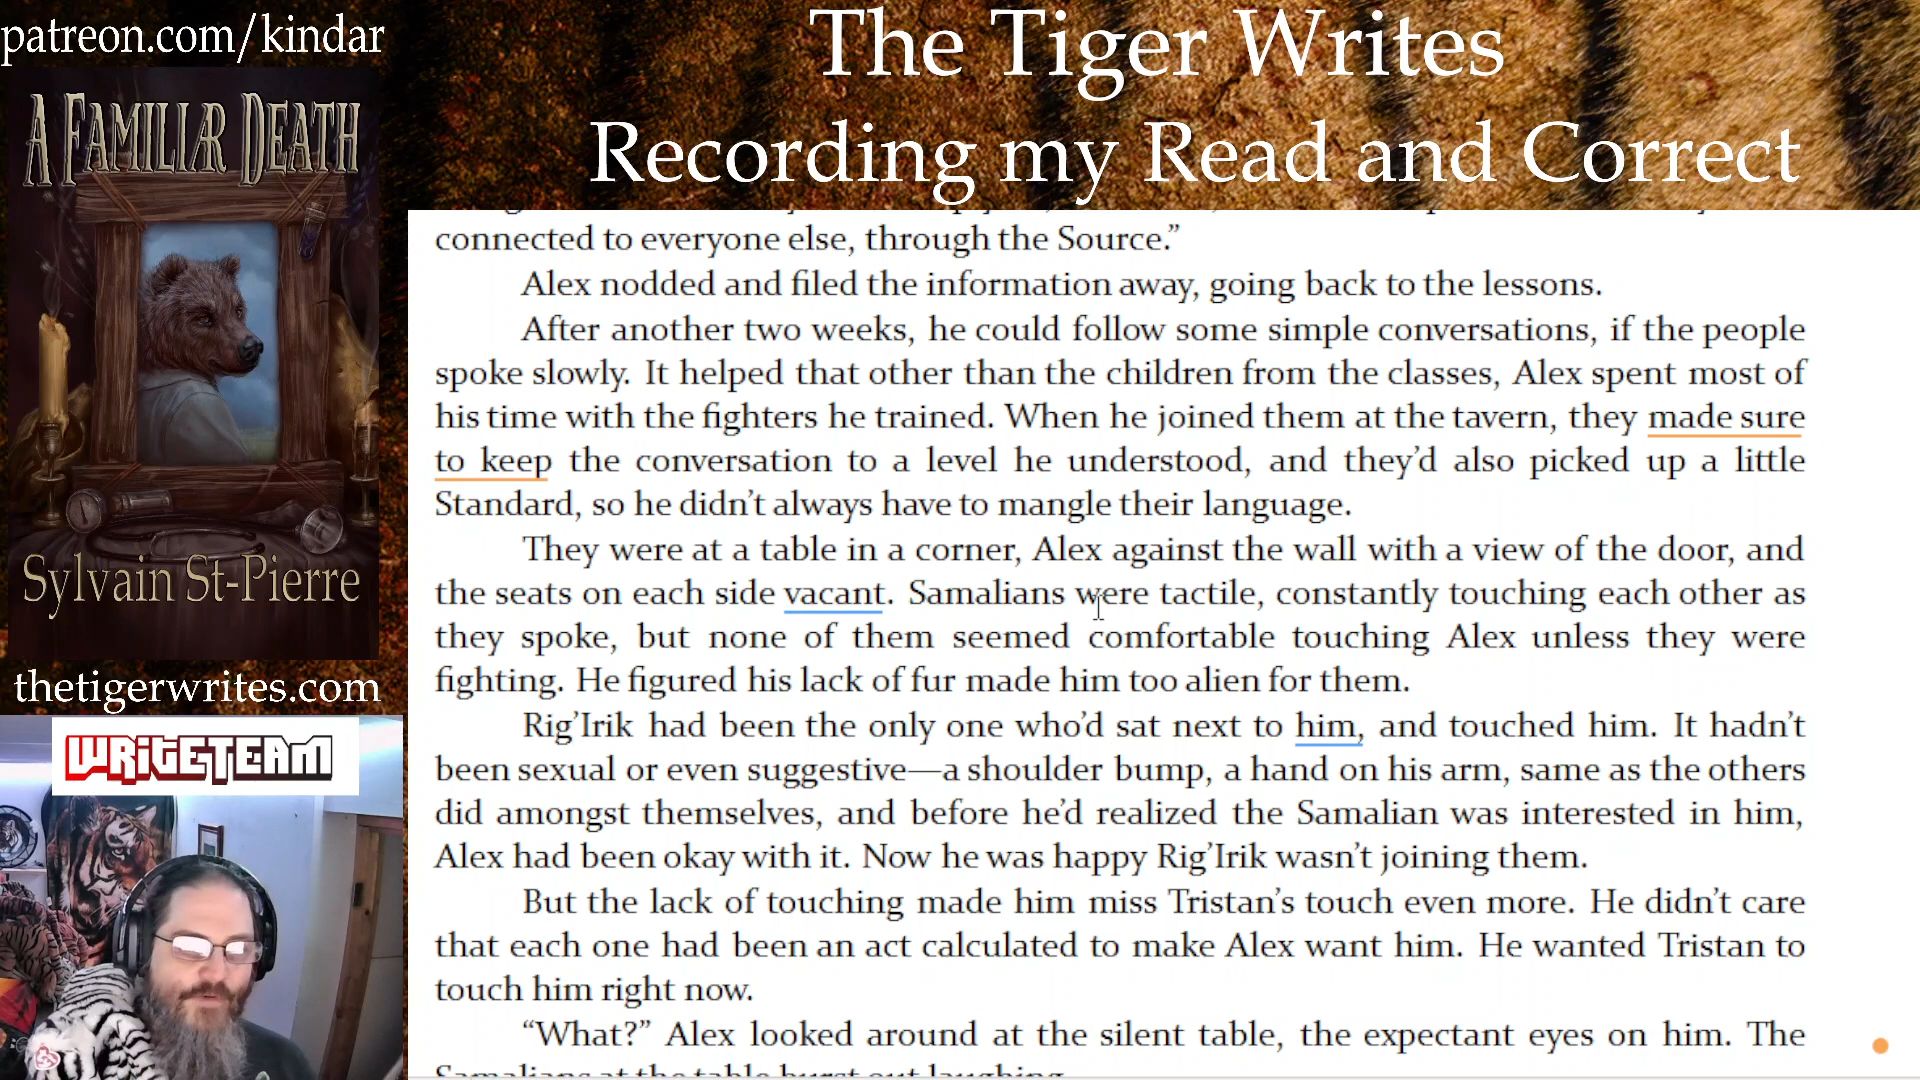 patreon.com/kindar
The Tiger Writes
Recording my Read and Correct
A FAMILIAR DEATH
Sylvain St-Pierre
thetigerwrites.com
WRITETEAM
connected to everyone else, through the Source.”
Alex nodded and filed the information away, going back to the lessons.
After another two weeks, he could follow some simple conversations, if the people
spoke slowly. It helped that other than the children from the classes, Alex spent most of
his time with the fighters he trained. When he joined them at the tavern, they made sure
to keep the conversation to a level he understood, and they’d also picked up a little
Standard, so he didn’t always have to mangle their language.
They were at a table in a corner, Alex against the wall with a view of the door, and
the seats on each side vacant. Samalians were tactile, constantly touching each other as
they spoke, but none of them seemed comfortable touching Alex unless they were
fighting. He figured his lack of fur made him too alien for them.
Rig’Irik had been the only one who’d sat next to him, and touched him. It hadn’t
been sexual or even suggestive—a shoulder bump, a hand on his arm, same as the others
did amongst themselves, and before he’d realized the Samalian was interested in him,
Alex had been okay with it. Now he was happy Rig’Irik wasn’t joining them.
But the lack of touching made him miss Tristan’s touch even more. He didn’t care
that each one had been an act calculated to make Alex want him. He wanted Tristan to
touch him right now.
“What?” Alex looked around at the silent table, the expectant eyes on him. The
Samalians at the table burst out laughing.